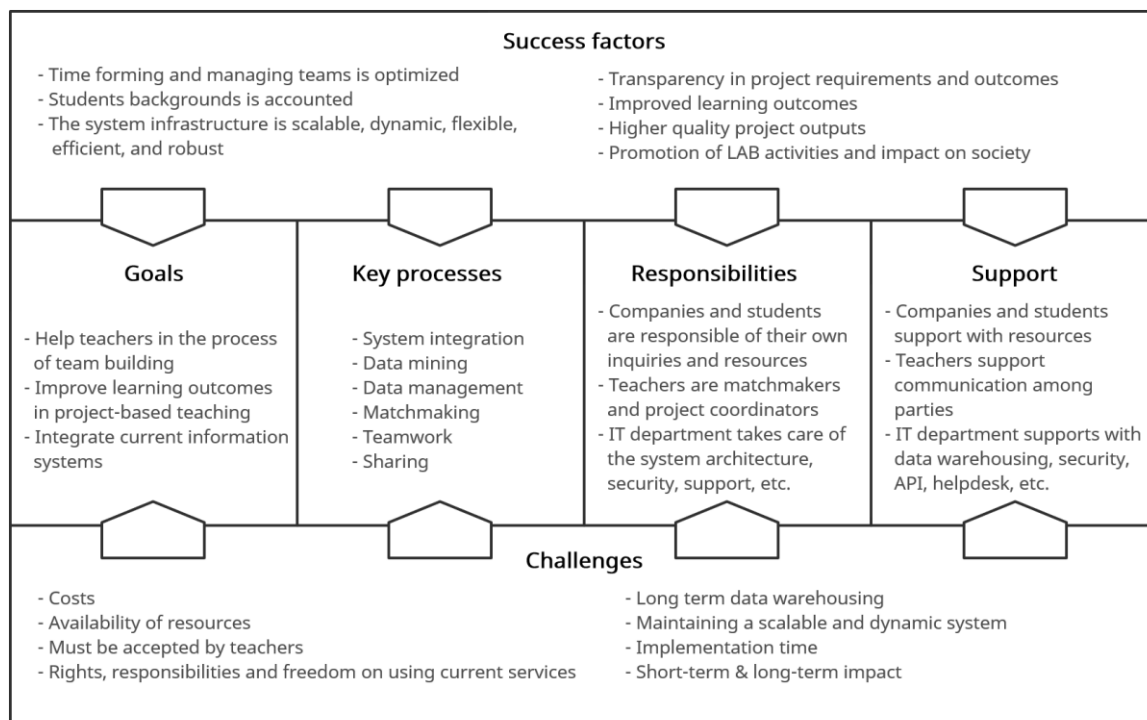 Success factors
- Time forming and managing teams is optimized
- Students backgrounds is accounted
- The system infrastructure is scalable, dynamic, flexible,
efficient, and robust
- Transparency in project requirements and outcomes
- Improved learning outcomes
- Higher quality project outputs
- Promotion of LAB activities and impact on society
Goals
- Help teachers in the process
of team building
- Improve learning outcomes
in project-based teaching
- Integrate current information
systems
Key processes
- System integration
- Data mining
- Data management
- Matchmaking
- Teamwork
- Sharing
Responsibilities
- Companies and students
are responsible of their own
inquiries and resources
- Teachers are matchmakers
and project coordinators
- IT department takes care of
the system architecture,
security, support, etc.
Support
- Companies and students
support with resources
- Teachers support
communication among
parties
- IT department supports with
data warehousing, security,
API, helpdesk, etc.
Challenges
- Costs
- Availability of resources
- Must be accepted by teachers
- Rights, responsibilities and freedom on using current services
- Long term data warehousing
- Maintaining a scalable and dynamic system
- Implementation time
- Short-term & long-term impact